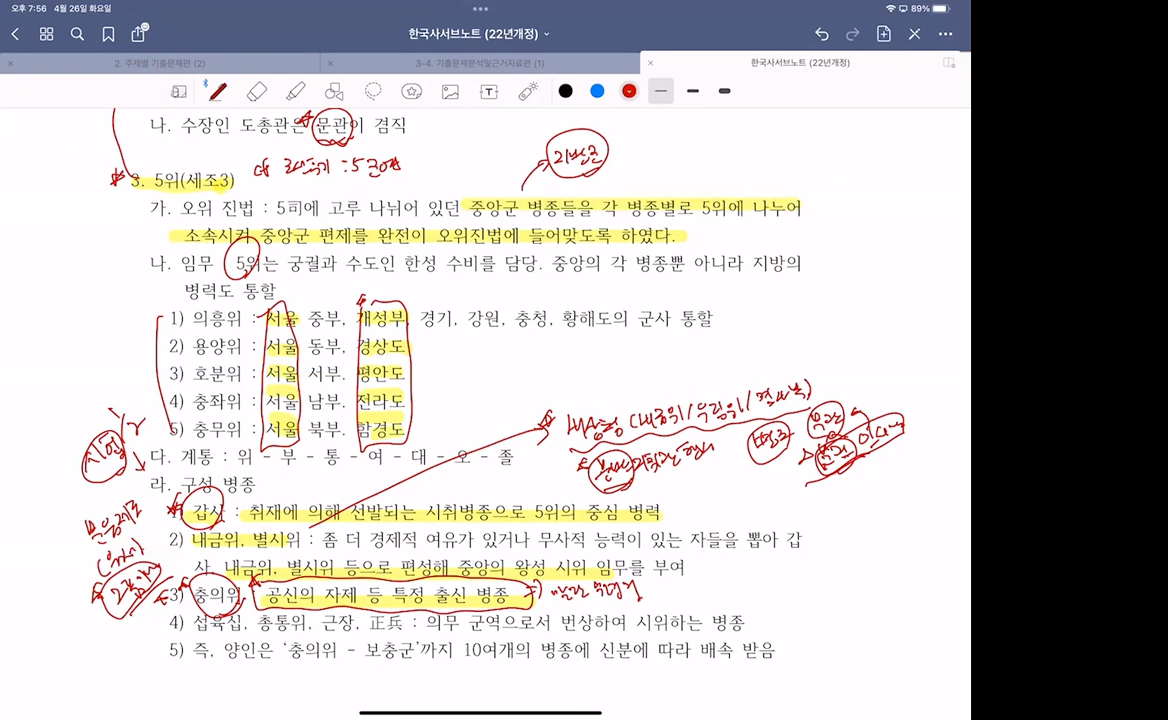 오후 7:56 4월 26일 화요일
89%
한국사서브노트 (22년개정)
2. 주제별 기출문제편 (2)
3-4. 기출문제분석및근거자료편 (1)
한국사서브노트 (22년개정)
나. 수장인 도총관은 문관이 겸직
3. 5위(세조3)
지방군
가. 오위 진법 : 5司에 고루 나뉘어 있던 중앙군 병종들을 각 병종별로 5위에 나누어
소속시켜 중앙군 편제를 완전이 오위진법에 들어맞도록 하였다.
나. 임무 5위는 궁궐과 수도인 한성 수비를 담당. 중앙의 각 병종뿐 아니라 지방의
병력도 통할
1) 의흥위 : 서울 중부, 개성부, 경기, 강원, 충청, 황해도의 군사 통할
2) 용양위 : 서울 동부, 경상도
3) 호분위 : 서울 서부. 평안도
4) 충좌위 : 서울 남부. 전라도
5) 충무위 : 서울 북부. 함경도
다. 계통 : 위 - 부 - 통 - 여 - 대 - 오 - 졸
라. 구성 병종
1) 갑사 : 취재에 의해 선발되는 시취병종으로 5위의 중심 병력
2) 내금위, 별시위 : 좀 더 경제적 여유가 있거나 무사적 능력이 있는 자들을 뽑아 갑
사, 내금위, 별시위 등으로 편성해 중앙의 왕성 시위 임무를 부여
3) 충의위, 공신의 자제 등 특정 출신 병종
4) 섭육십, 총통위, 근장, 正兵 : 의무 군역으로서 번상하여 시위하는 병종
5) 즉, 양인은 '충의위 - 보충군'까지 10여개의 병종에 신분에 따라 배속 받음